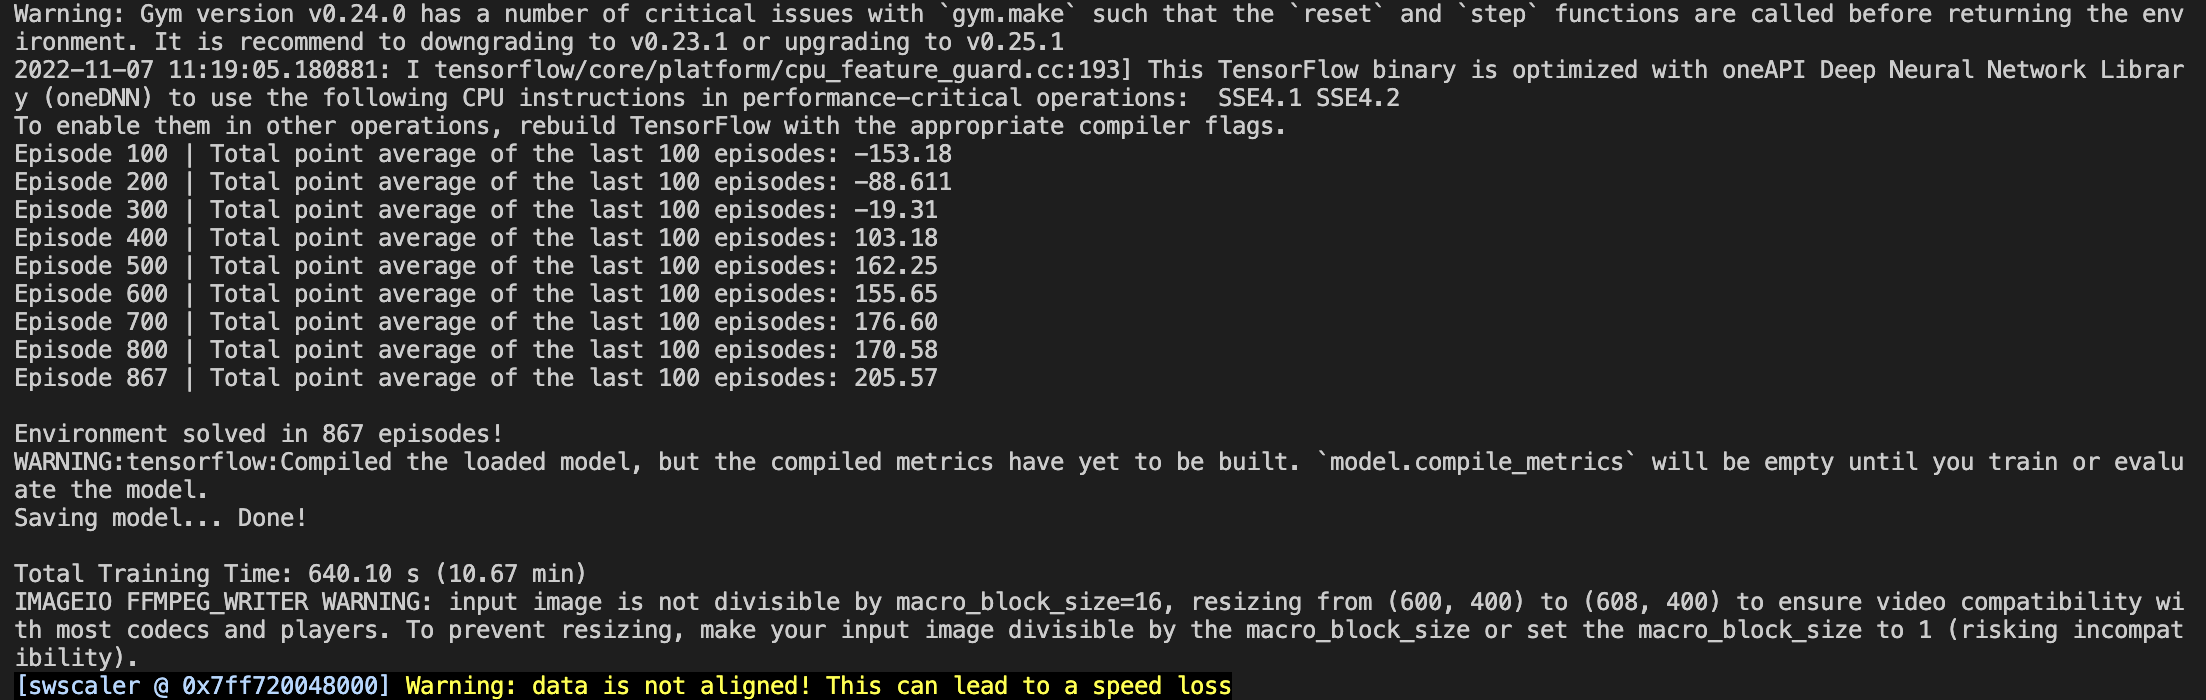 Warning: Gym version v0.24.0 has a number of critical issues with `gym.make` such that the `reset` and `step` functions are called before returning the env
ironment. It is recommend to downgrading to v0.23.1 or upgrading to v0.25.1
2022-11-07 11:19:05.180881: I tensorflow/core/platform/cpu_feature_guard.cc:193] This TensorFlow binary is optimized with oneAPI Deep Neural Network Librar
y (oneDNN) to use the following CPU instructions in performance-critical operations:  SSE4.1 SSE4.2
To enable them in other operations, rebuild TensorFlow with the appropriate compiler flags.
Episode 100 | Total point average of the last 100 episodes: -153.18
Episode 200 | Total point average of the last 100 episodes: -88.611
Episode 300 | Total point average of the last 100 episodes: -19.31
Episode 400 | Total point average of the last 100 episodes: 103.18
Episode 500 | Total point average of the last 100 episodes: 162.25
Episode 600 | Total point average of the last 100 episodes: 155.65
Episode 700 | Total point average of the last 100 episodes: 176.60
Episode 800 | Total point average of the last 100 episodes: 170.58
Episode 867 | Total point average of the last 100 episodes: 205.57
Environment solved in 867 episodes!
WARNING:tensorflow:Compiled the loaded model, but the compiled metrics have yet to be built. `model.compile_metrics` will be empty until you train or evalu
ate the model.
Saving model... Done!
Total Training Time: 640.10 s (10.67 min)
IMAGEIO FFMPEG_WRITER WARNING: input image is not divisible by macro_block_size=16, resizing from (600, 400) to (608, 400) to ensure video compatibility wi
th most codecs and players. To prevent resizing, make your input image divisible by the macro_block_size or set the macro_block_size to 1 (risking incompat
ibility).
[swscaler @ 0x7ff720048000] Warning: data is not aligned! This can lead to a speed loss